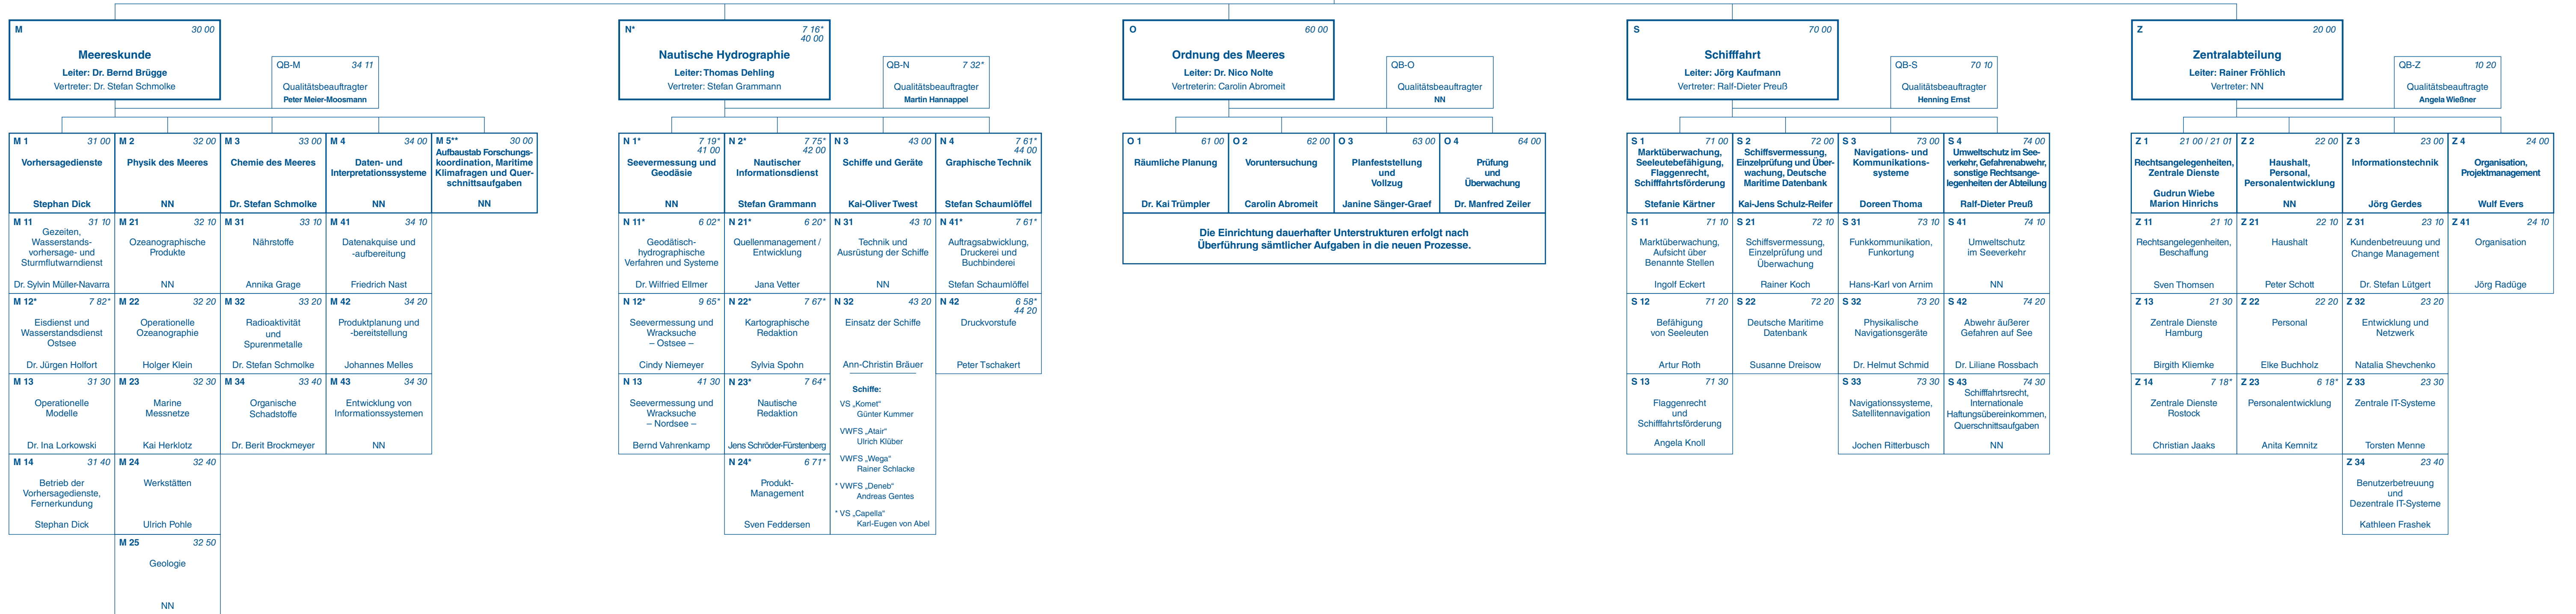 M 30 00
Meereskunde
Leiter: Dr. Bernd Brügge
Vertreter: Dr. Stefan Schmolke
QB-M 34 11
Qualitätsbeauftragter
Peter Meier-Moosmann
M 1 31 00
Vorhersagedienste
Stephan Dick
M 2 32 00
Physik des Meeres
NN
M 3 33 00
Chemie des Meeres
Dr. Stefan Schmolke
M 4 34 00
Daten- und
Interpretationssysteme
NN
M 5** 30 00
Aufbaustab Forschungs-
koordination, Maritime
Klimafragen und Quer-
schnittsaufgaben
NN
M 11 31 10
Gezeiten,
Wasserstands-
vorhersage- und
Sturmflutwarndienst
Dr. Sylvin Müller-Navarra
M 21 32 10
Ozeanographische
Produkte
NN
M 31 33 10
Nährstoffe
Annika Grage
M 41 34 10
Datenakquise und
-aufbereitung
Friedrich Nast
M 12* 7 82*
Eisdienst und
Wasserstandsdienst
Ostsee
Dr. Jürgen Holfort
M 22 32 20
Operationelle
Ozeanographie
Holger Klein
M 32 33 20
Radioaktivität
und
Spurenmetalle
Dr. Stefan Schmolke
M 42 34 20
Produktplanung und
-bereitstellung
Johannes Melles
M 13 31 30
Operationelle
Modelle
Dr. Ina Lorkowski
M 23 32 30
Marine
Messnetze
Kai Herklotz
M 34 33 40
Organische
Schadstoffe
Dr. Berit Brockmeyer
M 43 34 30
Entwicklung von
Informationssystemen
NN
M 14 31 40
Betrieb der
Vorhersagedienste,
Fernerkundung
Stephan Dick
M 24 32 40
Werkstätten
Ulrich Pohle
M 25 32 50
Geologie
NN
N* 7 16*
40 00
Nautische Hydrographie
Leiter: Thomas Dehling
Vertreter: Stefan Grammann
QB-N 7 32*
Qualitätsbeauftragter
Martin Hannappel
N 1* 7 19*
41 00
Seevermessung und
Geodäsie
NN
N 2* 7 75*
42 00
Nautischer
Informationsdienst
Stefan Grammann
N 3 43 00
Schiffe und Geräte
Kai-Oliver Twest
N 4 7 61*
44 00
Graphische Technik
Stefan Schaumlöffel
N 11* 6 02*
Geodätisch-
hydrographische
Verfahren und Systeme
Dr. Wilfried Ellmer
N 21* 6 20*
Quellenmanagement /
Entwicklung
Jana Vetter
N 31 43 10
Technik und
Ausrüstung der Schiffe
NN
N 41* 7 61*
Auftragsabwicklung,
Druckerei und
Buchbinderei
Stefan Schaumlöffel
N 12* 9 65*
Seevermessung und
Wracksuche
– Ostsee –
Cindy Niemeyer
N 22* 7 67*
Kartographische
Redaktion
Sylvia Spohn
N 32 43 20
Einsatz der Schiffe
Ann-Christin Bräuer
N 42 6 58*
44 20
Druckvorstufe
Peter Tschakert
N 13 41 30
Seevermessung und
Wracksuche
– Nordsee –
Bernd Vahrenkamp
N 23* 7 64*
Nautische
Redaktion
Jens Schröder-Fürstenberg
Schiffe:
VS „Komet“
Günter Kummer
VWFS „Atair“
Ulrich Klüber
VWFS „Wega“
Rainer Schlacke
* VWFS „Deneb“
Andreas Gentes
* VS „Capella“
Karl-Eugen von Abel
N 24* 6 71*
Produkt-
Management
Sven Feddersen
O 60 00
Ordnung des Meeres
Leiter: Dr. Nico Nolte
Vertreterin: Carolin Abromeit
QB-O
Qualitätsbeauftragter
NN
O 1 61 00
Räumliche Planung
Dr. Kai Trümpler
O 2 62 00
Voruntersuchung
Carolin Abromeit
O 3 63 00
Planfeststellung
und
Vollzug
Janine Sänger-Graef
O 4 64 00
Prüfung
und
Überwachung
Dr. Manfred Zeiler
Die Einrichtung dauerhafter Unterstrukturen erfolgt nach
Überführung sämtlicher Aufgaben in die neuen Prozesse.
S 70 00
Schifffahrt
Leiter: Jörg Kaufmann
Vertreter: Ralf-Dieter Preuß
QB-S 70 10
Qualitätsbeauftragter
Henning Ernst
S 1 71 00
Marktüberwachung,
Seeleutebefähigung,
Flaggenrecht,
Schifffahrtsförderung
Stefanie Kärtner
S 2 72 00
Schiffsvermessung,
Einzelprüfung und Über-
wachung, Deutsche
Maritime Datenbank
Kai-Jens Schulz-Reifer
S 3 73 00
Navigations- und
Kommunikations-
systeme
Doreen Thoma
S 4 74 00
Umweltschutz im See-
verkehr, Gefahrenabwehr,
sonstige Rechtsange-
legenheiten der Abteilung
Ralf-Dieter Preuß
S 11 71 10
Marktüberwachung,
Aufsicht über
Benannte Stellen
Ingolf Eckert
S 21 72 10
Schiffsvermessung,
Einzelprüfung und
Überwachung
Rainer Koch
S 31 73 10
Funkkommunikation,
Funkortung
Hans-Karl von Arnim
S 41 74 10
Umweltschutz
im Seeverkehr
NN
S 12 71 20
Befähigung
von Seeleuten
Artur Roth
S 22 72 20
Deutsche Maritime
Datenbank
Susanne Dreisow
S 32 73 20
Physikalische
Navigationsgeräte
Dr. Helmut Schmid
S 42 74 20
Abwehr äußerer
Gefahren auf See
Dr. Liliane Rossbach
S 13 71 30
Flaggenrecht
und
Schifffahrtsförderung
Angela Knoll
S 33 73 30
Navigationssysteme,
Satellitennavigation
Jochen Ritterbusch
S 43 74 30
Schifffahrtsrecht,
Internationale
Haftungsübereinkommen,
Querschnittsaufgaben
NN
Z 20 00
Zentralabteilung
Leiter: Rainer Fröhlich
Vertreter: NN
QB-Z 10 20
Qualitätsbeauftragte
Angela Wießner
Z 1 21 00 / 21 01
Rechtsangelegenheiten,
Zentrale Dienste
Gudrun Wiebe
Marion Hinrichs
Z 2 22 00
Haushalt,
Personal,
Personalentwicklung
NN
Z 3 23 00
Informationstechnik
Jörg Gerdes
Z 4 24 00
Organisation,
Projektmanagement
Wulf Evers
Z 11 21 10
Rechtsangelegenheiten,
Beschaffung
Sven Thomsen
Z 21 22 10
Haushalt
Peter Schott
Z 31 23 10
Kundenbetreuung und
Change Management
Dr. Stefan Lütgert
Z 41 24 10
Organisation
Jörg Radüge
Z 13 21 30
Zentrale Dienste
Hamburg
Birgith Kliemke
Z 22 22 20
Personal
Elke Buchholz
Z 32 23 20
Entwicklung und
Netzwerk
Natalia Shevchenko
Z 14 7 18*
Zentrale Dienste
Rostock
Christian Jaaks
Z 23 6 18*
Personalentwicklung
Anita Kemnitz
Z 33 23 30
Zentrale IT-Systeme
Torsten Menne
Z 34 23 40
Benutzerbetreuung
und
Dezentrale IT-Systeme
Kathleen Frashek